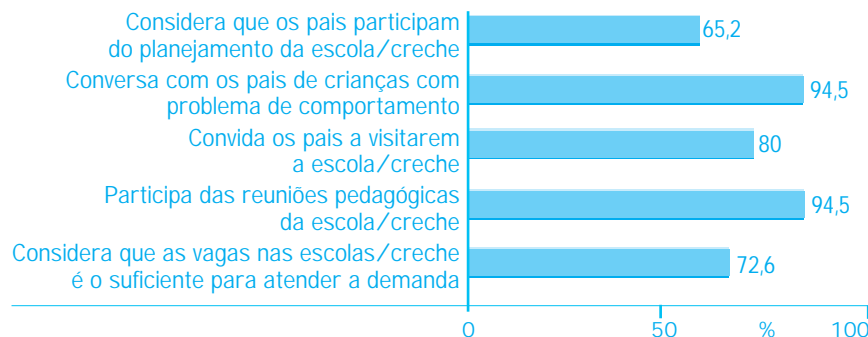 Considera que os pais participam
do planejamento da escola/creche
65,2
Conversa com os pais de crianças com
problema de comportamento
94,5
Convida os pais a visitarem
a escola/creche
80
Participa das reuniões pedagógicas
da escola/creche
94,5
Considera que as vagas nas escolas/creche
é o suficiente para atender a demanda
72,6
0 50 % 100